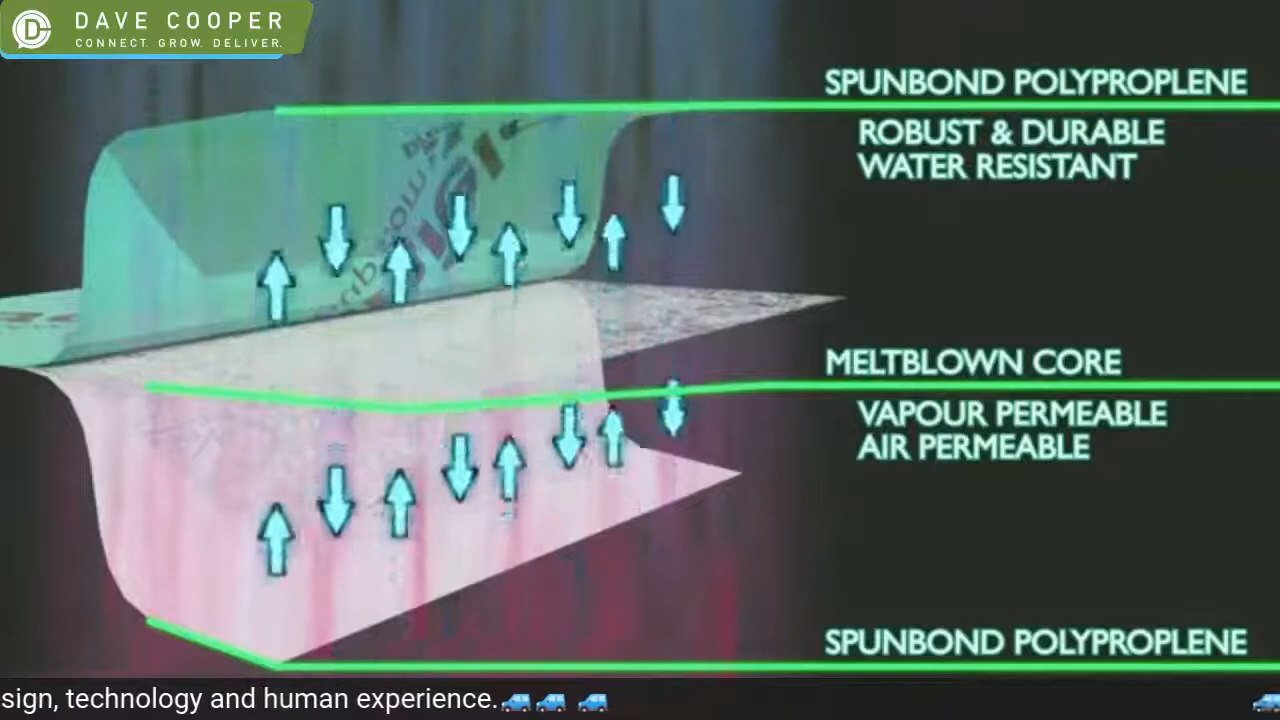 DAVE COOPER
CONNECT. GROW. DELIVER.
SPUNBOND POLYPROPLENE
ROBUST & DURABLE
WATER RESISTANT
MELTBLOWN CORE
VAPOUR PERMEABLE
AIR PERMEABLE
SPUNBOND POLYPROPLENE
sign, technology and human experience.